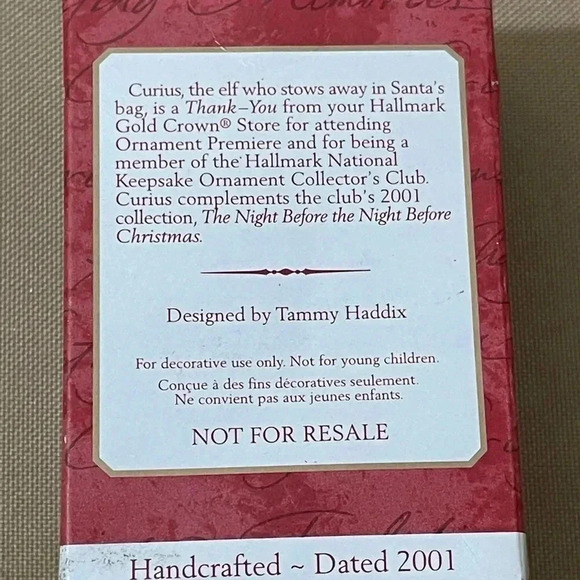 Curius, the elf who stows away in Santa's
bag, is a Thank-You from your Hallmark
Gold Crown® Store for attending
Ornament Premiere and for being a
member of the Hallmark National
Keepsake Ornament Collector's Club.
Curius complements the club's 2001
collection, The Night Before the Night Before
Christmas.
Designed by Tammy Haddix
For decorative use only. Not for young children.
Conçue à des fins décoratives seulement.
Ne convient pas aux jeunes enfants.
NOT FOR RESALE
Handcrafted ~ Dated 2001